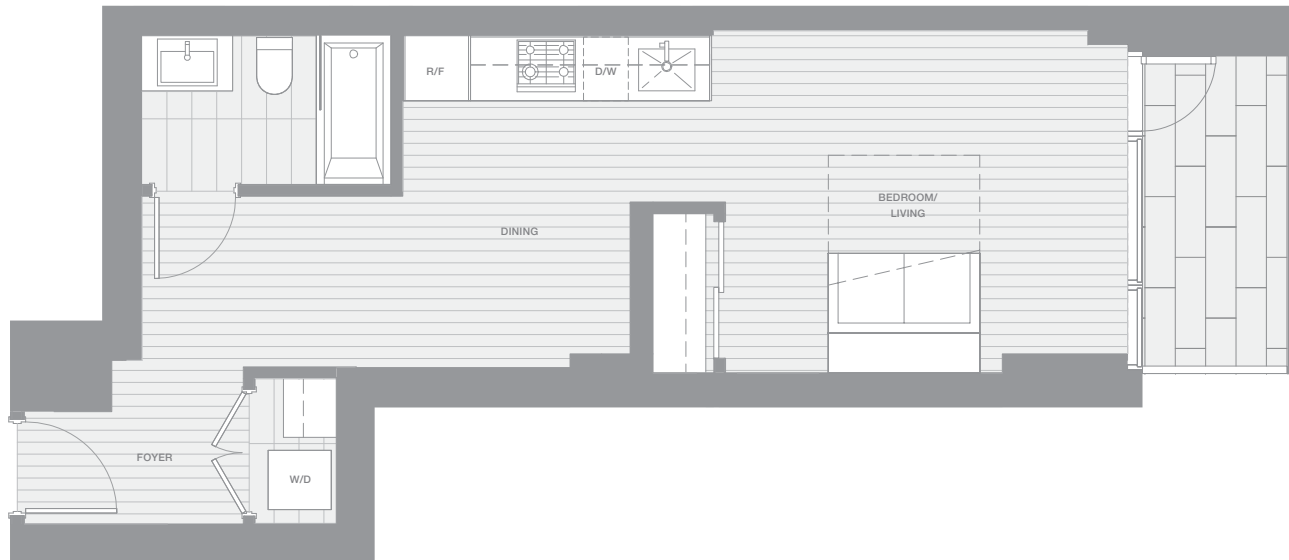 R/F
D/W
BEDROOM/
LIVING
DINING
FOYER
W/D